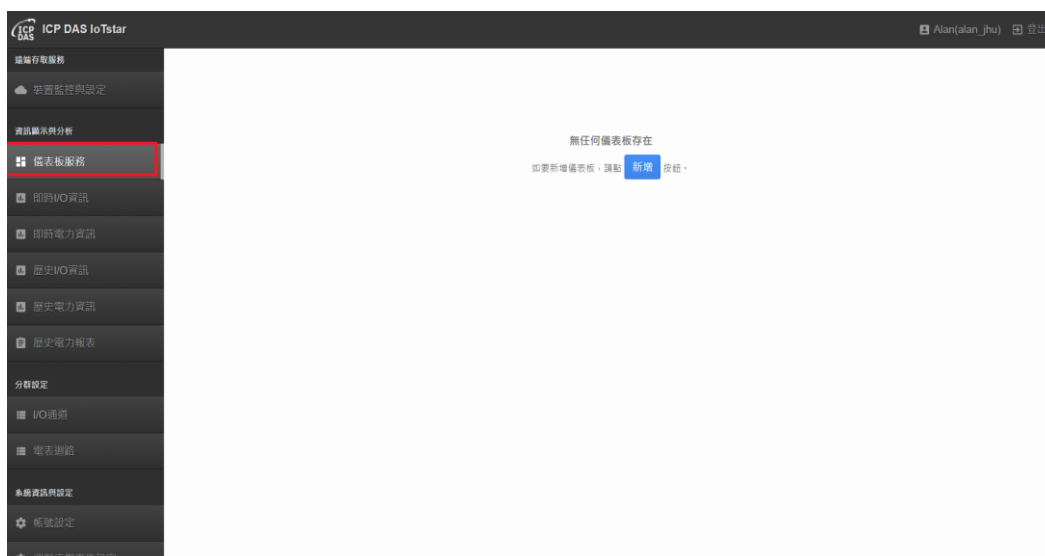 ICP DAS
ICP DAS IoTstar
Alan(alan_jhu) 登出
遠端存取服務
裝置監控與設定
資訊顯示與分析
儀表板服務
即時I/O資訊
即時電力資訊
歷史I/O資訊
歷史電力資訊
歷史電力報表
分群設定
I/O通道
電表迴路
系統資訊與設定
帳號設定
無任何儀表板存在
如要新增儀表板，請點 新增 按鈕。